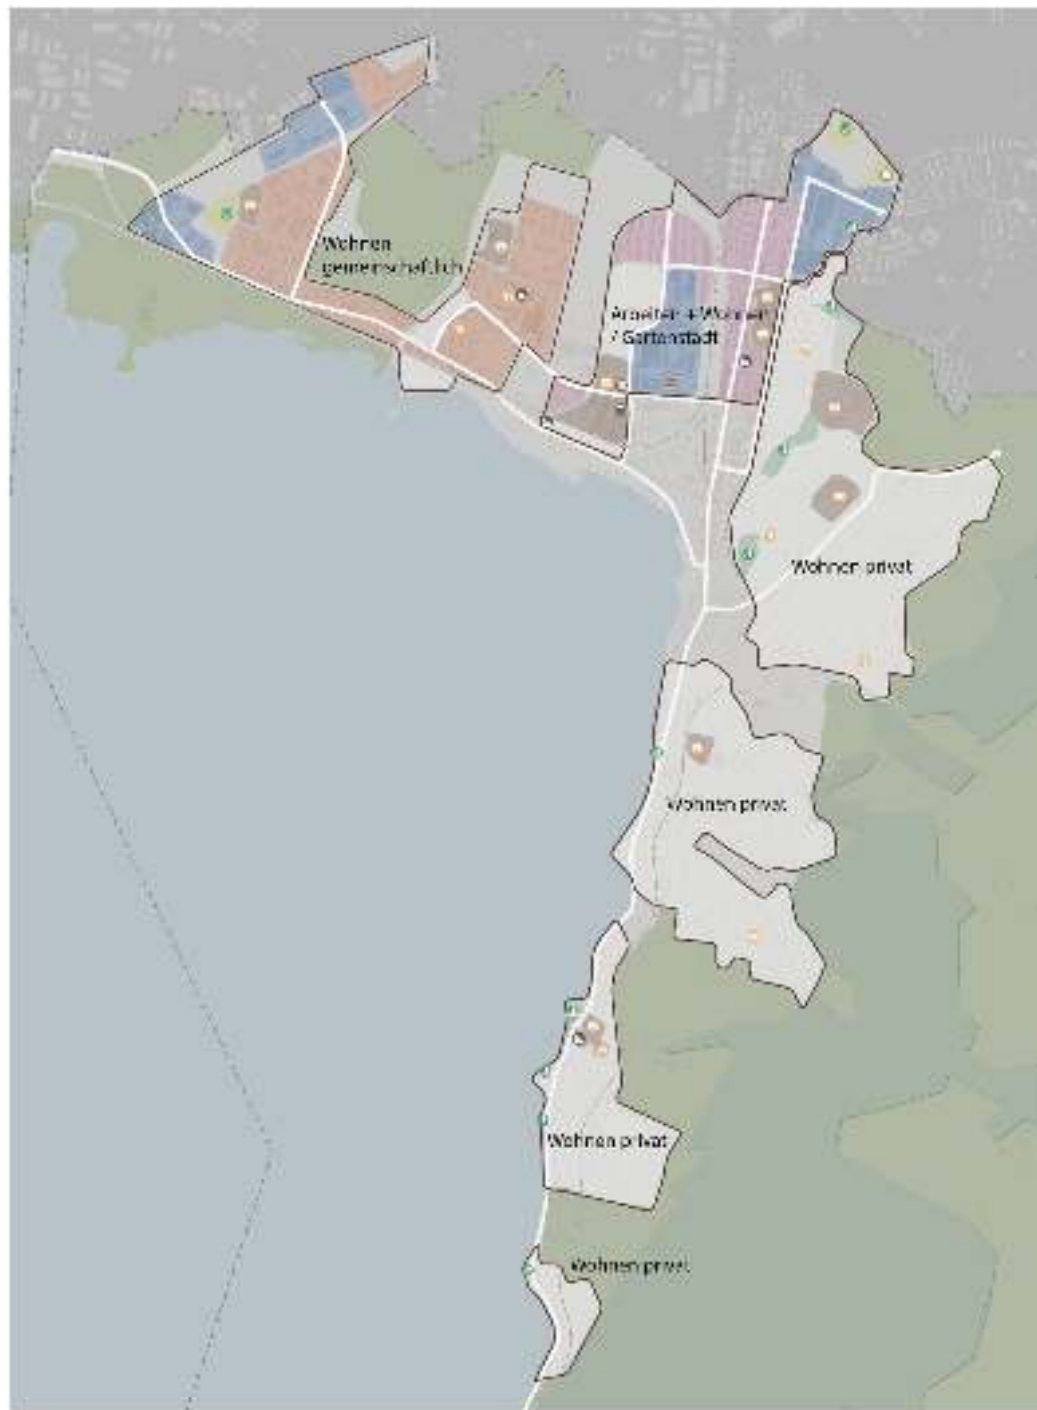 Wohnen
gemeinschaftlich
Arbeiten + Wohnen
/ Gartenstadt
Wohnen privat
Wohnen privat
Wohnen privat
Wohnen privat